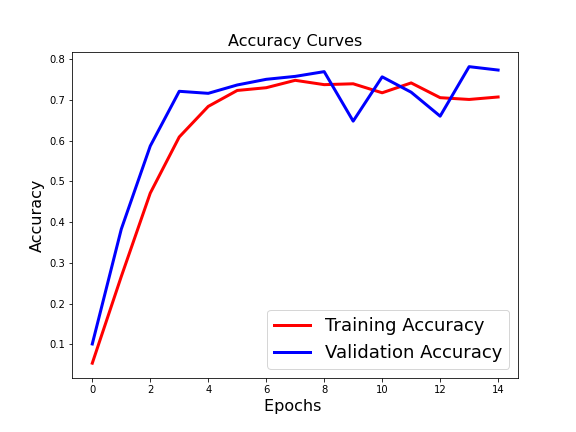 Accuracy Curves
0.8
0.7
0.6
0.5
0.4
0.3
0.2
0.1
Accuracy
Training Accuracy
Validation Accuracy
0 2 4 6 8 10 12 14
Epochs